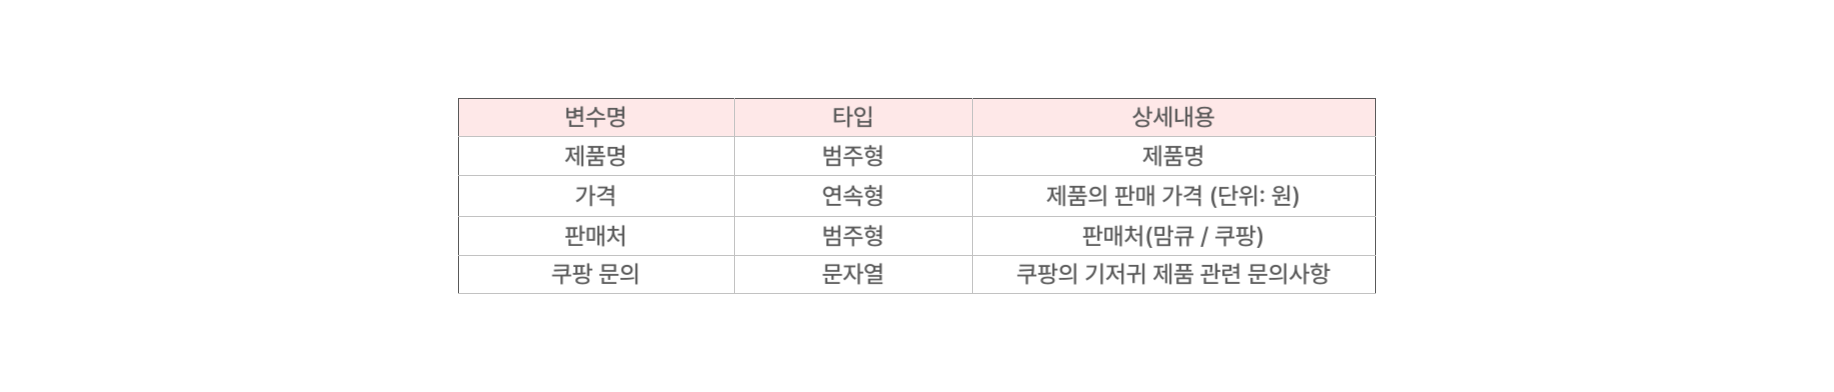 변수명 타입 상세내용
제품명 범주형 제품명
가격 연속형 제품의 판매 가격 (단위: 원)
판매처 범주형 판매처(맘큐 / 쿠팡)
쿠팡 문의 문자열 쿠팡의 기저귀 제품 관련 문의사항